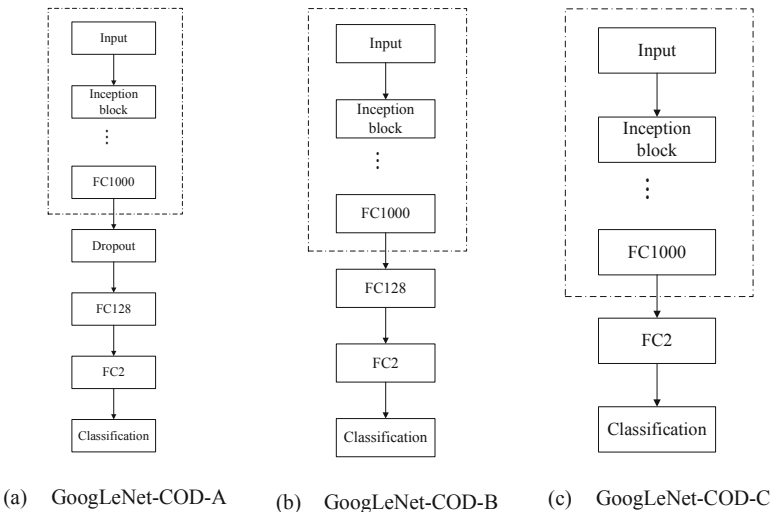 Input
Inception
block
FC1000
Dropout
FC128
FC2
Classification
(a) GoogLeNet-COD-A
Input
Inception
block
FC1000
FC128
FC2
Classification
(b) GoogLeNet-COD-B
Input
Inception
block
FC1000
FC2
Classification
(c) GoogLeNet-COD-C